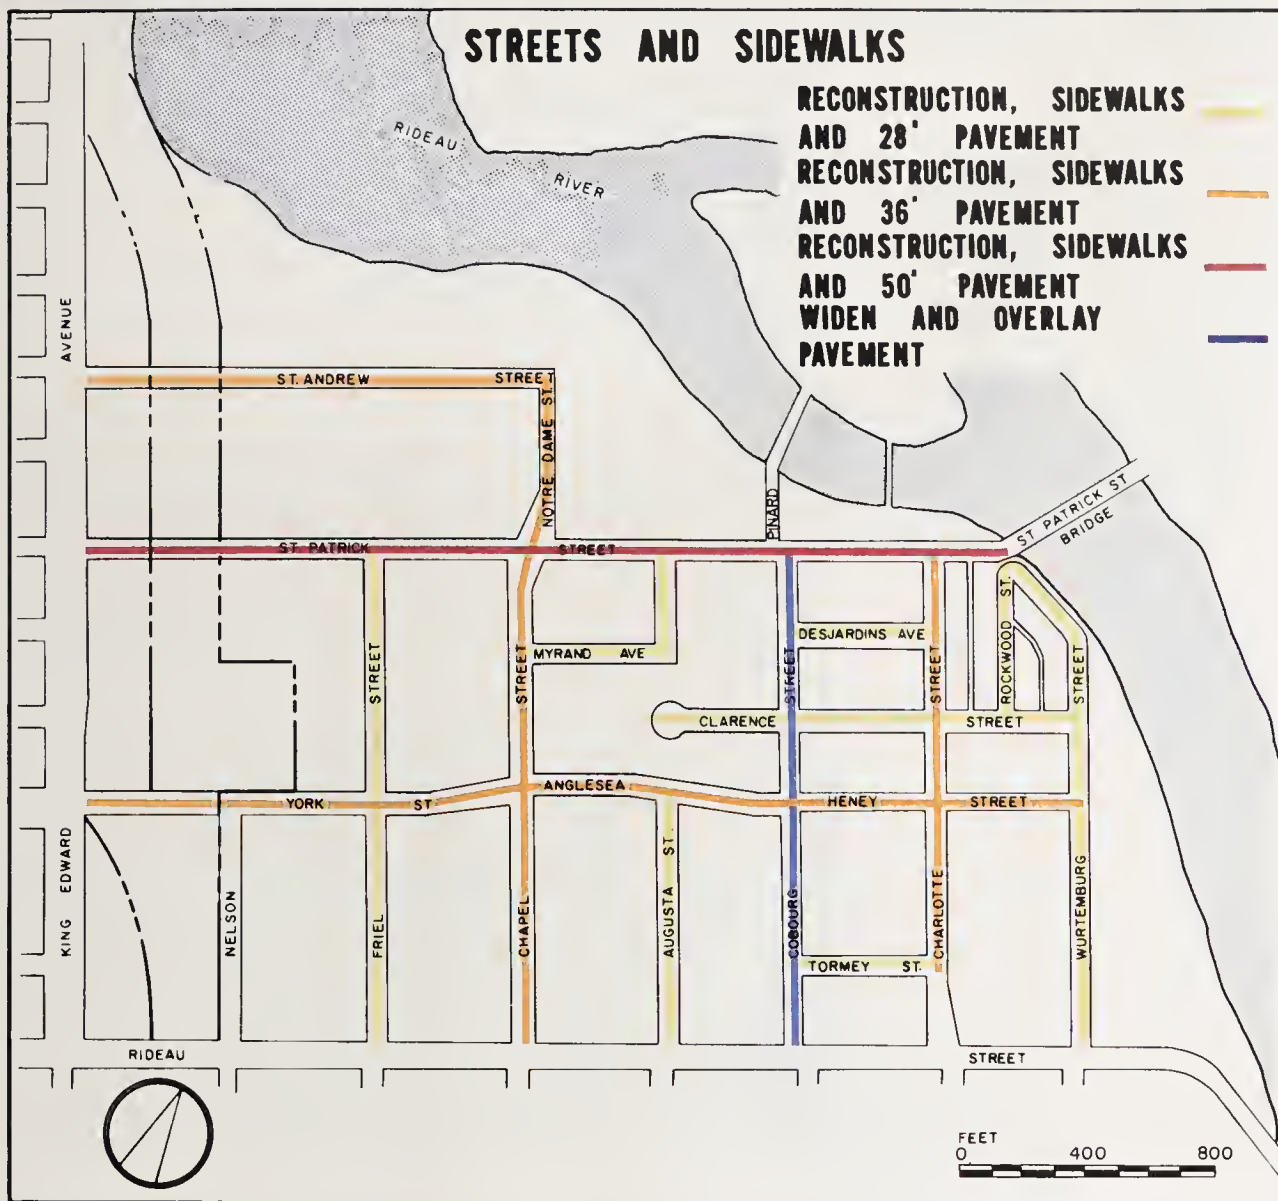 STREETS AND SIDEWALKS
RECONSTRUCTION, SIDEWALKS
AND 28' PAVEMENT
RECONSTRUCTION, SIDEWALKS
AND 36' PAVEMENT
RECONSTRUCTION, SIDEWALKS
AND 50' PAVEMENT
WIDEN AND OVERLAY
PAVEMENT
RIDEAU
RIVER
AVENUE
KING EDWARD
ST. ANDREW STREET
NOTRE DAME ST.
PINARD
ST. PATRICK ST
BRIDGE
ST. PATRICK STREET
DESJARDINS AVE
MYRAND AVE
ROCKWOOD ST.
STREET
STREET
STREET
STREET
STREET
CLARENCE STREET
ANGLESEA
YORK ST
HENEY STREET
NELSON
FRIEL
CHAPEL
AUGUSTA ST.
COBOURG
CHARLOTTE
WURTEMBURG
TORMEY ST.
RIDEAU STREET
FEET
0 400 800